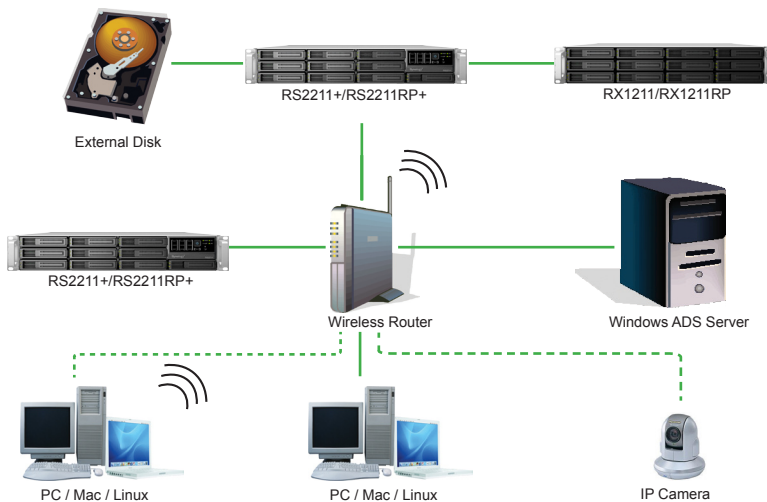 RS2211+/RS2211RP+
RX1211/RX1211RP
External Disk
RS2211+/RS2211RP+
Wireless Router
Windows ADS Server
PC / Mac / Linux
PC / Mac / Linux
IP Camera